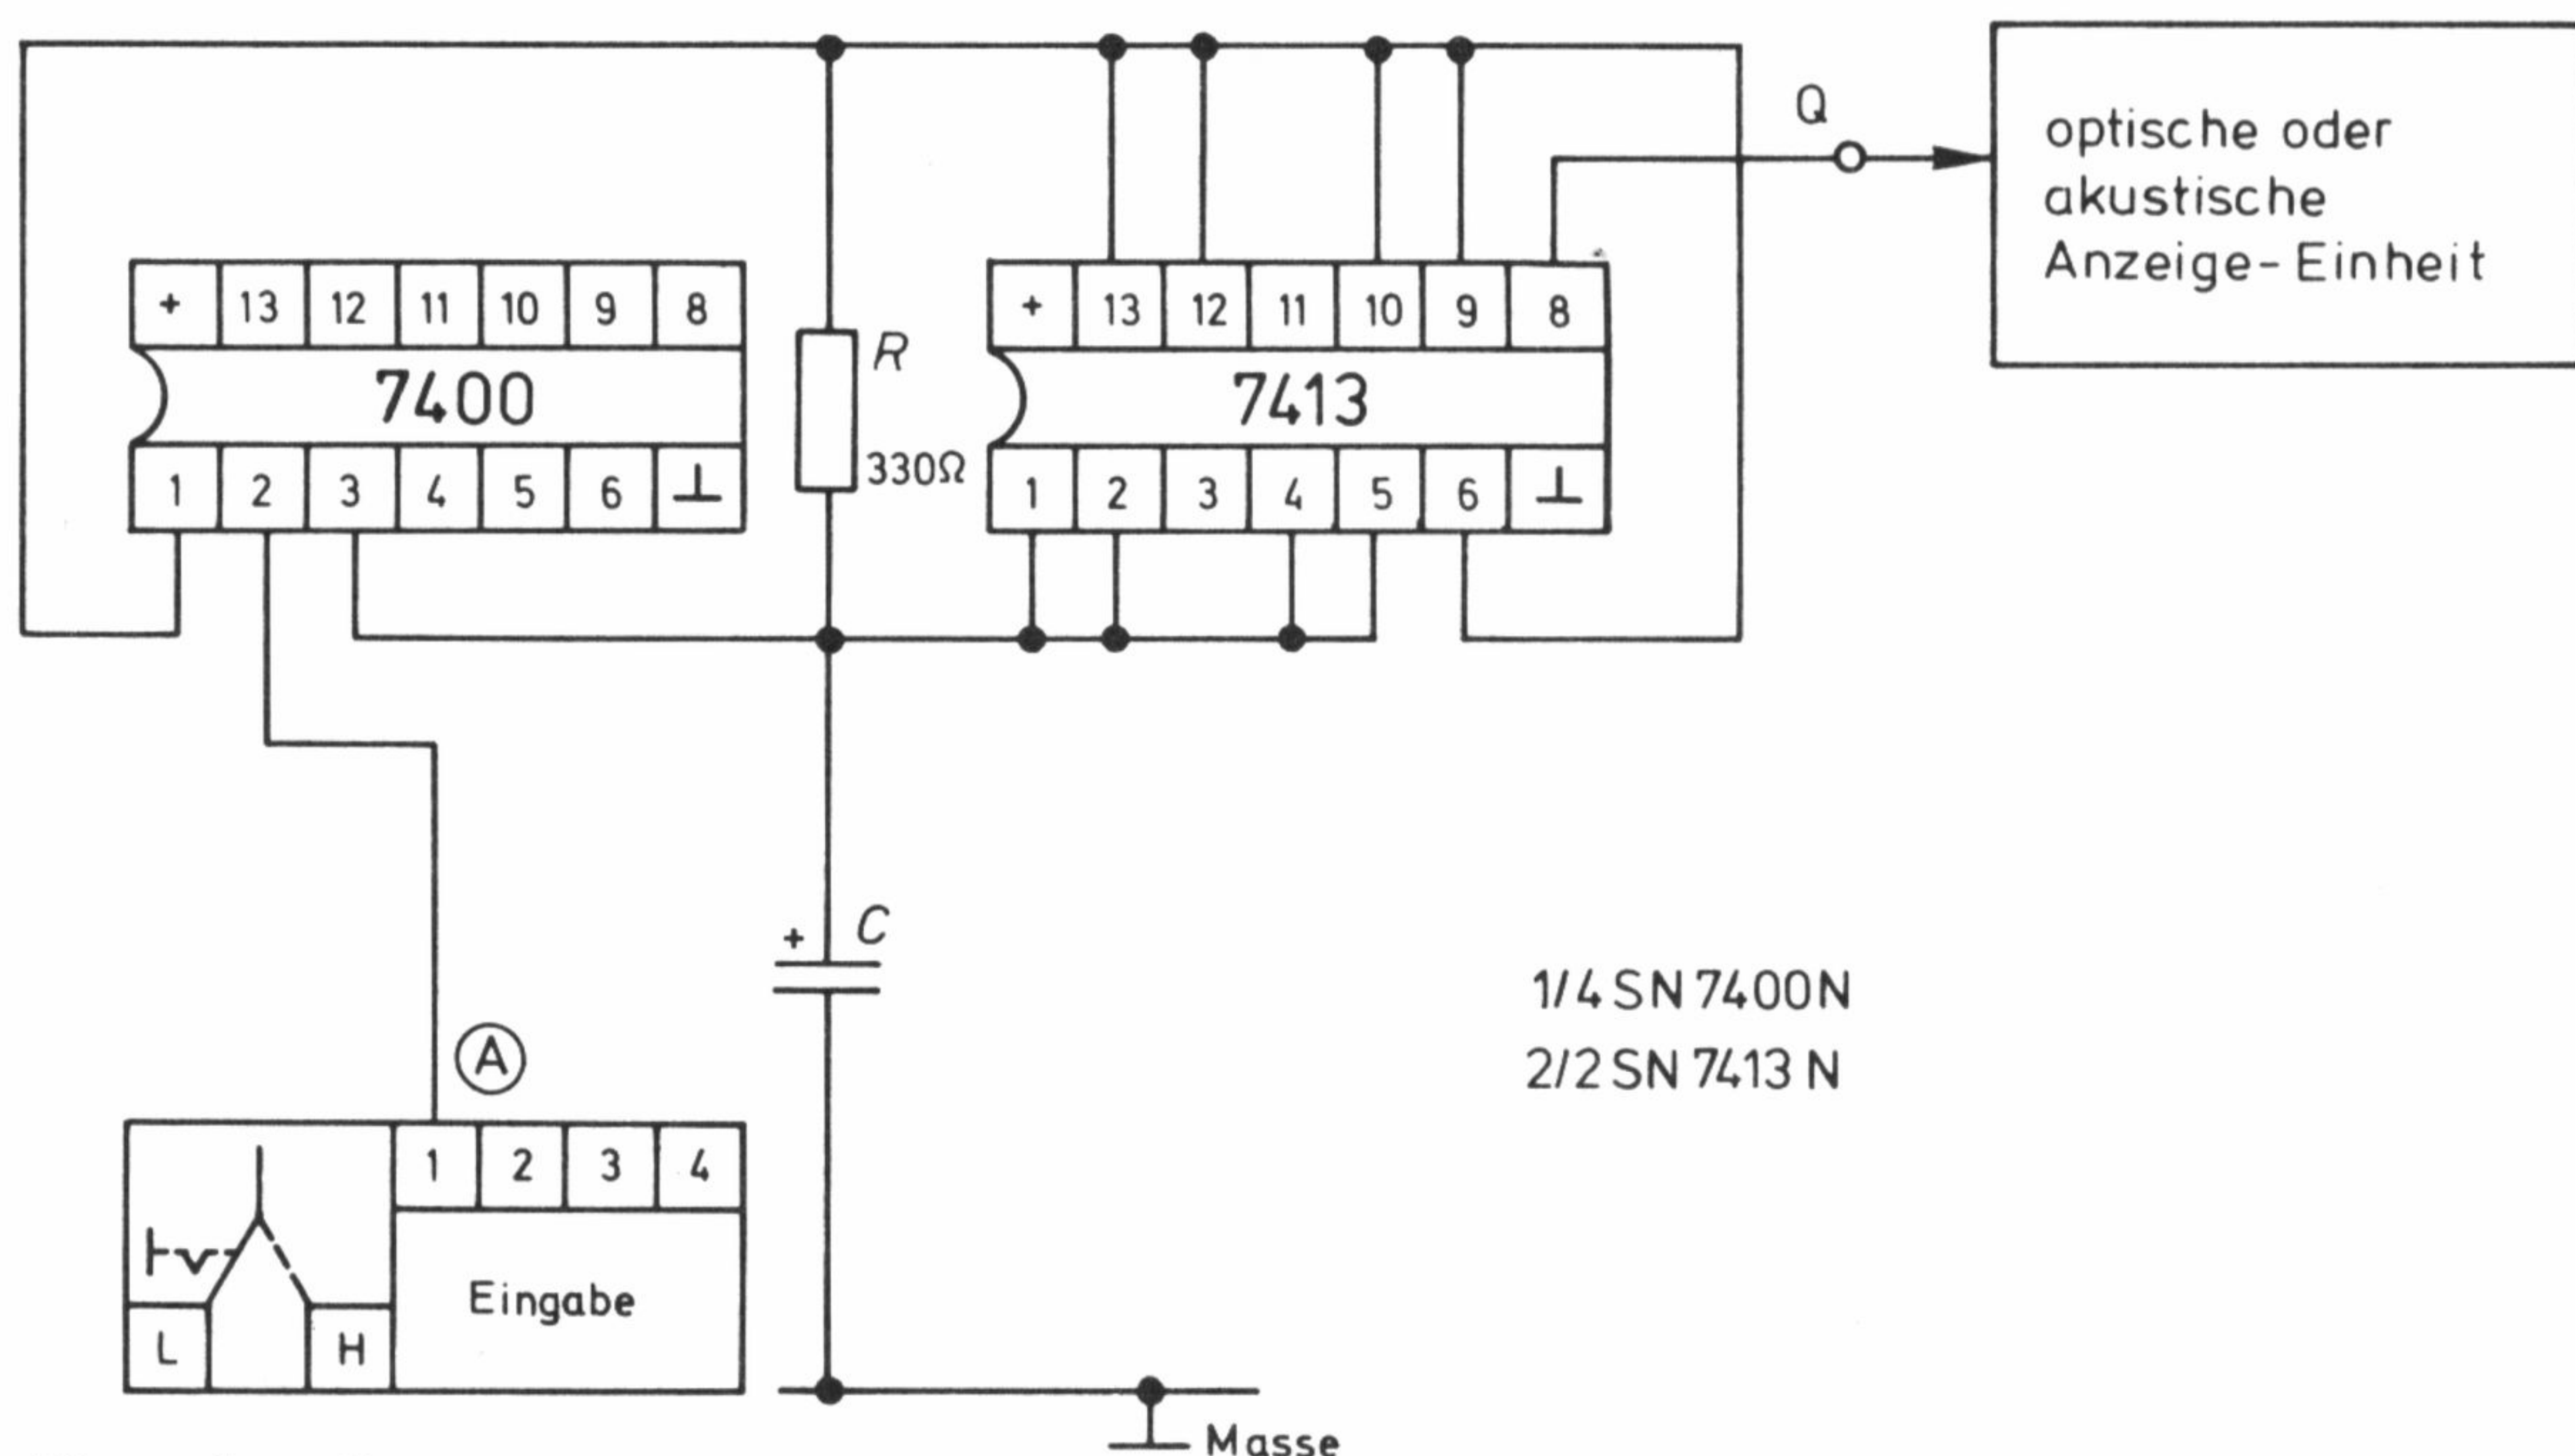 Q
optische oder
akustische
Anzeige-Einheit
+ 13 12 11 10 9 8
7400
1 2 3 4 5 6 ⊥
R
330Ω
+ 13 12 11 10 9 8
7413
1 2 3 4 5 6 ⊥
+ C
A
1 2 3 4
Eingabe
L H
1/4 SN 7400N
2/2 SN 7413 N
Masse